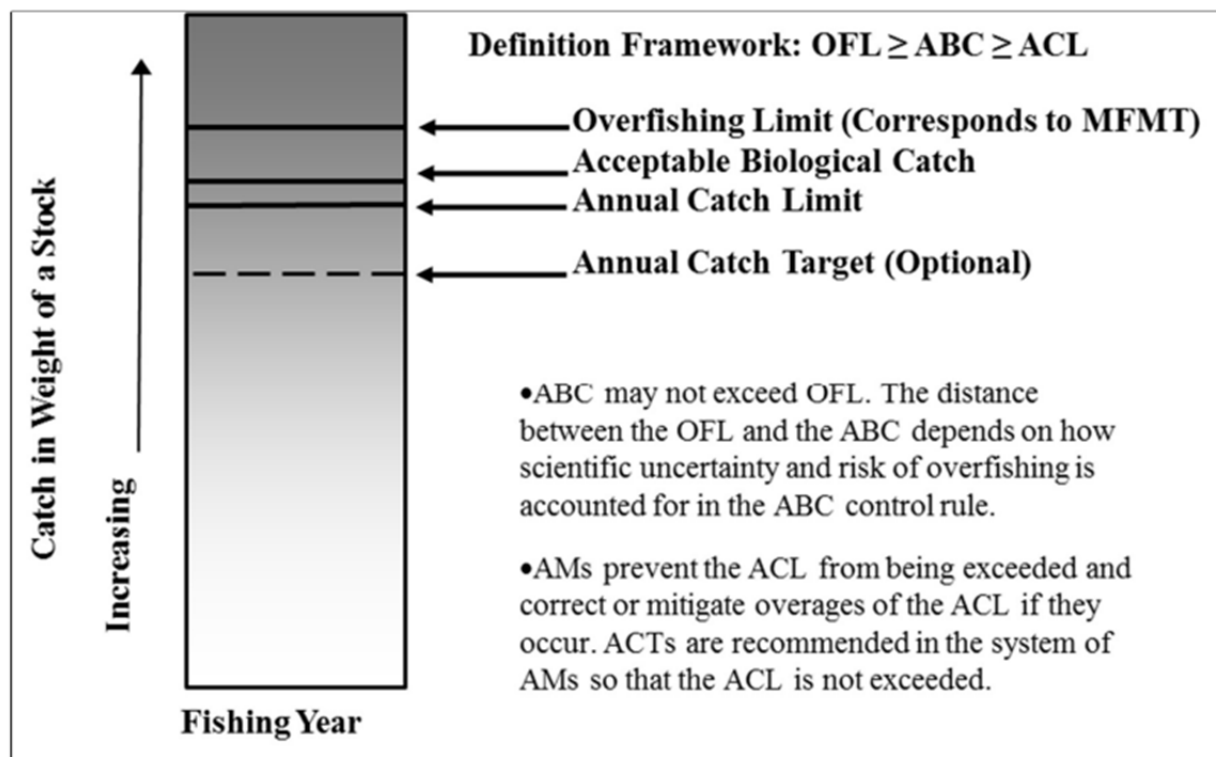 Definition Framework: OFL ≥ ABC ≥ ACL
Overfishing Limit (Corresponds to MFMT)
Acceptable Biological Catch
Annual Catch Limit
Annual Catch Target (Optional)
Catch in Weight of a Stock
Increasing
•ABC may not exceed OFL. The distance
between the OFL and the ABC depends on how
scientific uncertainty and risk of overfishing is
accounted for in the ABC control rule.
•AMs prevent the ACL from being exceeded and
correct or mitigate overages of the ACL if they
occur. ACTs are recommended in the system of
AMs so that the ACL is not exceeded.
Fishing Year